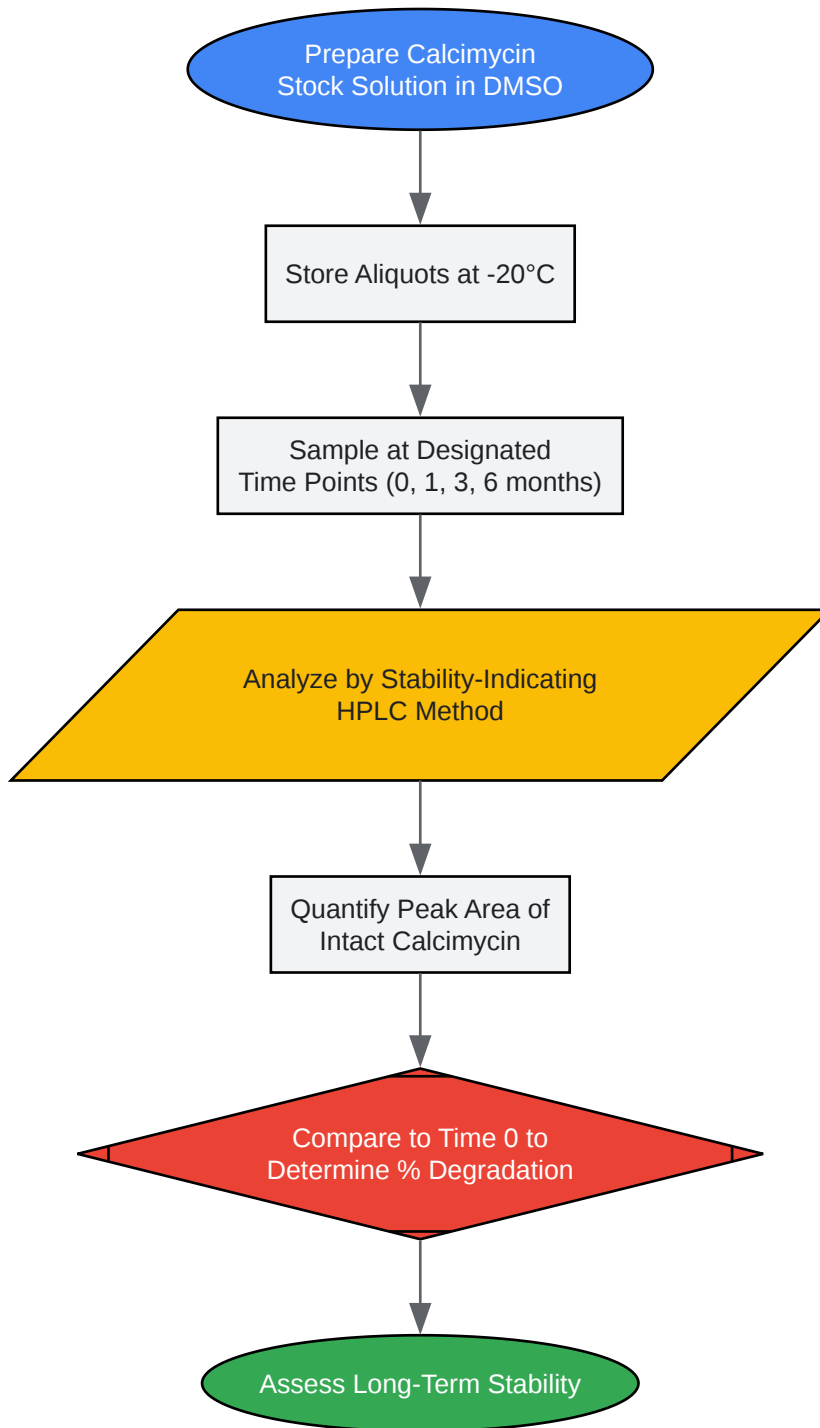 Prepare Calcimycin
Stock Solution in DMSO
Store Aliquots at -20°C
Sample at Designated
Time Points (0, 1, 3, 6 months)
Analyze by Stability-Indicating
HPLC Method
Quantify Peak Area of
Intact Calcimycin
Compare to Time 0 to
Determine % Degradation
Assess Long-Term Stability